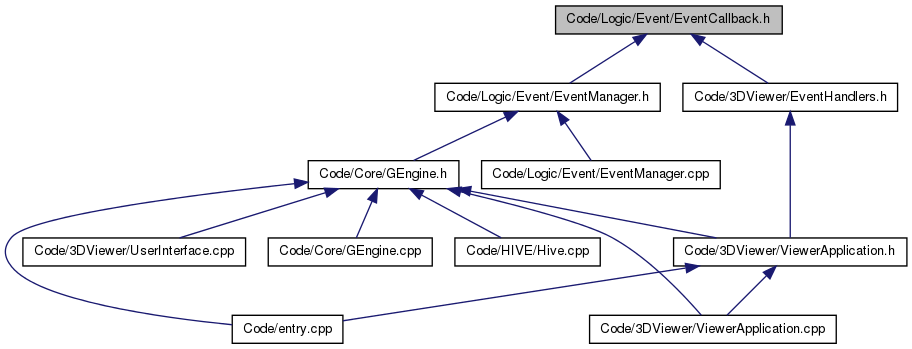 Code/Logic/Event/EventCallback.h
Code/Logic/Event/EventManager.h
Code/3DViewer/EventHandlers.h
Code/Core/GEngine.h
Code/Logic/Event/EventManager.cpp
Code/3DViewer/UserInterface.cpp
Code/Core/GEngine.cpp
Code/HIVE/Hive.cpp
Code/3DViewer/ViewerApplication.h
Code/entry.cpp
Code/3DViewer/ViewerApplication.cpp